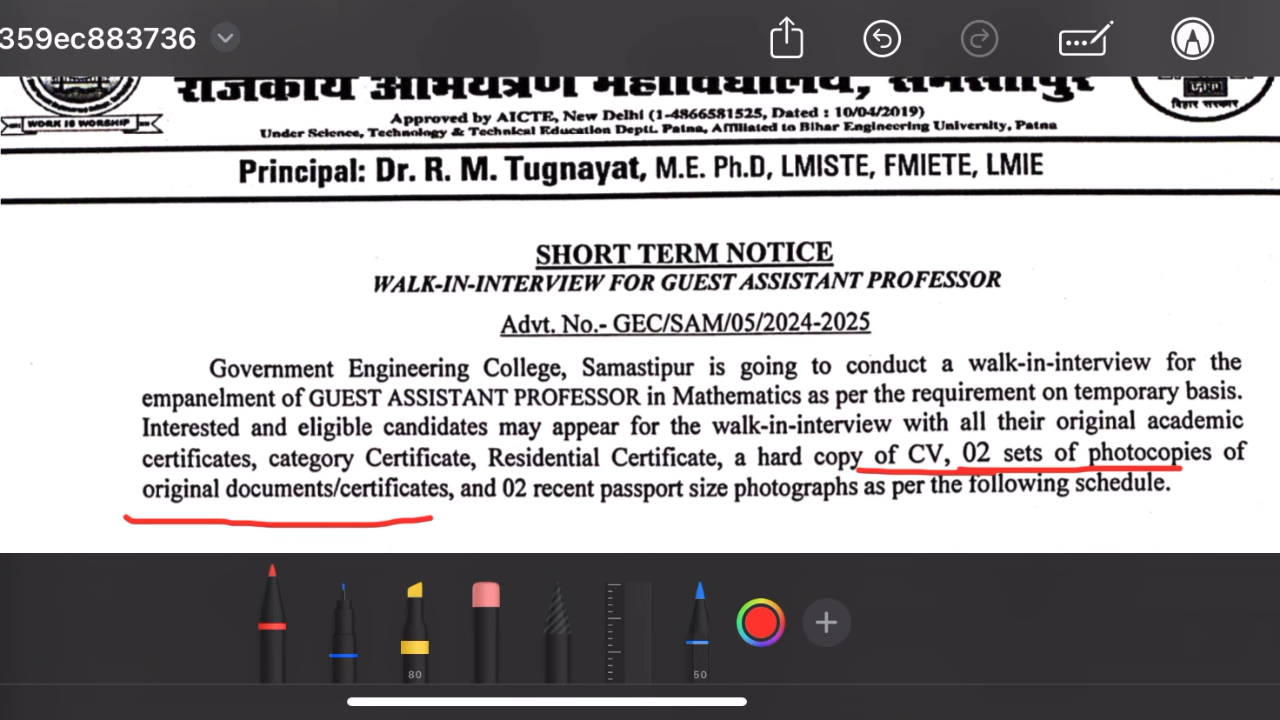 359ec883736
राजकीय अभियंत्रण महाविद्यालय, समस्तीपुर
WORK IS WORSHIP
बिहार सरकार
Approved by AICTE, New Delhi (1-4866581525, Dated : 10/04/2019)
Under Science, Technology & Technical Education Deptt. Patna, Affiliated to Bihar Engineering University, Patna
Principal: Dr. R. M. Tugnayat, M.E. Ph.D, LMISTE, FMIETE, LMIE
SHORT TERM NOTICE
WALK-IN-INTERVIEW FOR GUEST ASSISTANT PROFESSOR
Advt. No.- GEC/SAM/05/2024-2025
Government Engineering College, Samastipur is going to conduct a walk-in-interview for the
empanelment of GUEST ASSISTANT PROFESSOR in Mathematics as per the requirement on temporary basis.
Interested and eligible candidates may appear for the walk-in-interview with all their original academic
certificates, category Certificate, Residential Certificate, a hard copy of CV, 02 sets of photocopies of
original documents/certificates, and 02 recent passport size photographs as per the following schedule.
80
50